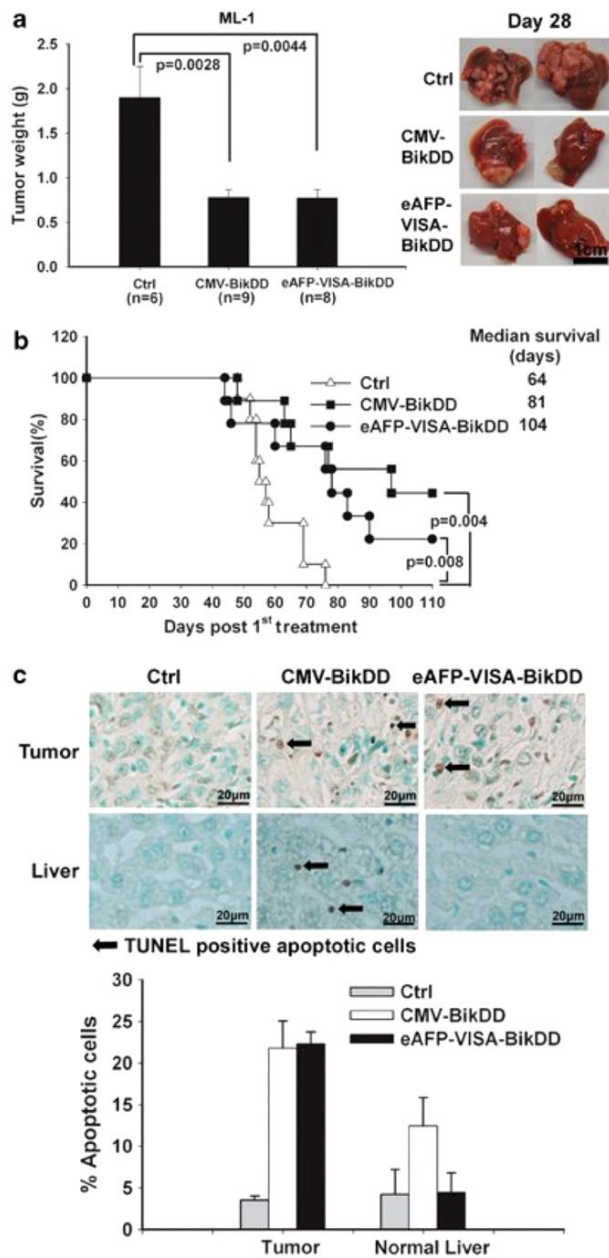 a
ML-1
p=0.0044
p=0.0028
Tumor weight (g)
2.5
2.0
1.5
1.0
0.5
0.0
Ctrl
(n=6)
CMV-BikDD
(n=9)
eAFP-VISA-BikDD
(n=8)
Day 28
Ctrl
CMV-
BikDD
eAFP-
VISA-
BikDD
1cm
b
Survival(%)
120
100
80
60
40
20
0
0 10 20 30 40 50 60 70 80 90 100 110
Days post 1st treatment
Median survival
(days)
Ctrl 64
CMV-BikDD 81
eAFP-VISA-BikDD 104
p=0.004
p=0.008
c
Ctrl CMV-BikDD eAFP-VISA-BikDD
Tumor
20µm 20µm 20µm
Liver
20µm 20µm 20µm
TUNEL positive apoptotic cells
% Apoptotic cells
30
25
20
15
10
5
0
Ctrl
CMV-BikDD
eAFP-VISA-BikDD
Tumor Normal Liver